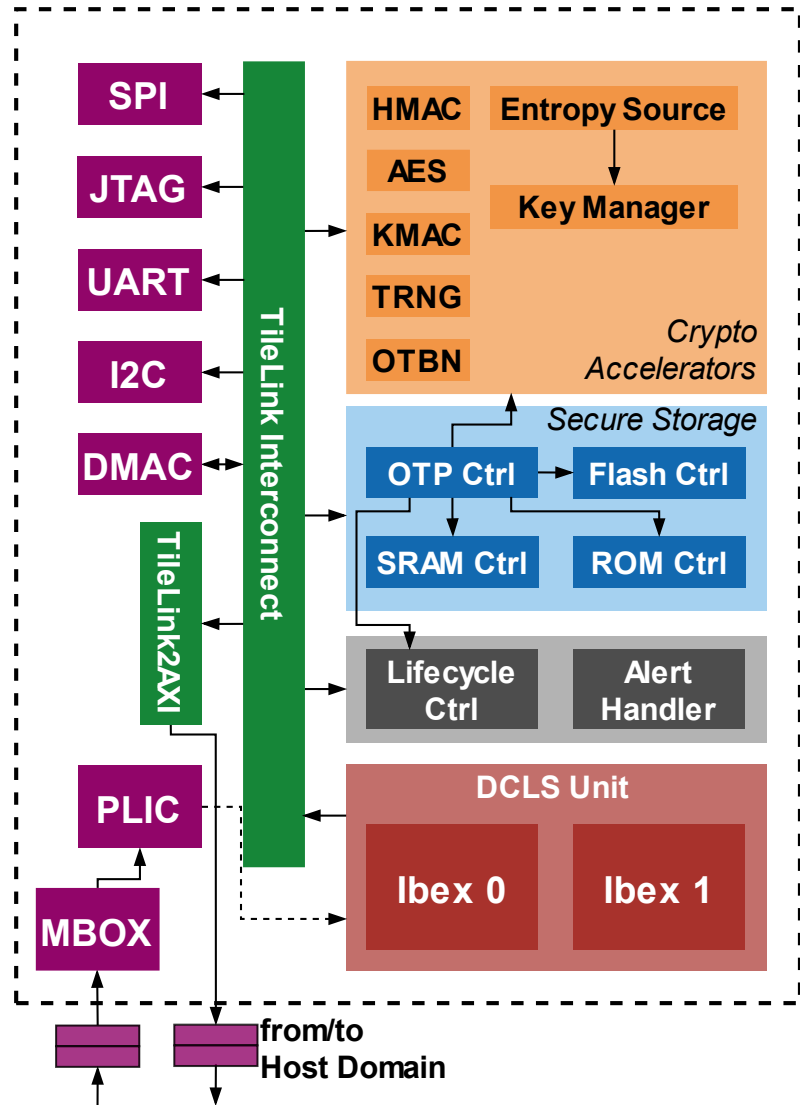 SPI
JTAG
UART
I2C
DMAC
TileLink2AXI
PLIC
MBOX
TileLink Interconnect
HMAC
AES
KMAC
TRNG
OTBN
Entropy Source
Key Manager
Crypto
Accelerators
Secure Storage
OTP Ctrl
Flash Ctrl
SRAM Ctrl
ROM Ctrl
Lifecycle
Ctrl
Alert
Handler
DCLS Unit
Ibex 0
Ibex 1
from/to
Host Domain